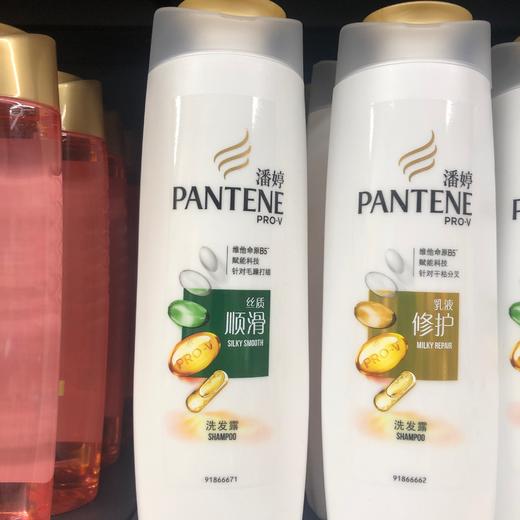 潘婷
PANTENE
PRO-V
维他命原B5
赋能科技
针对毛躁打结
丝质
顺滑
SILKY SMOOTH
PRO-V
洗发露
SHAMPOO
91866671
潘婷
PANTENE
PRO-V
维他命原B5
赋能科技
针对干枯分叉
乳液
修护
MILKY REPAIR
PRO-V
洗发露
SHAMPOO
91866662